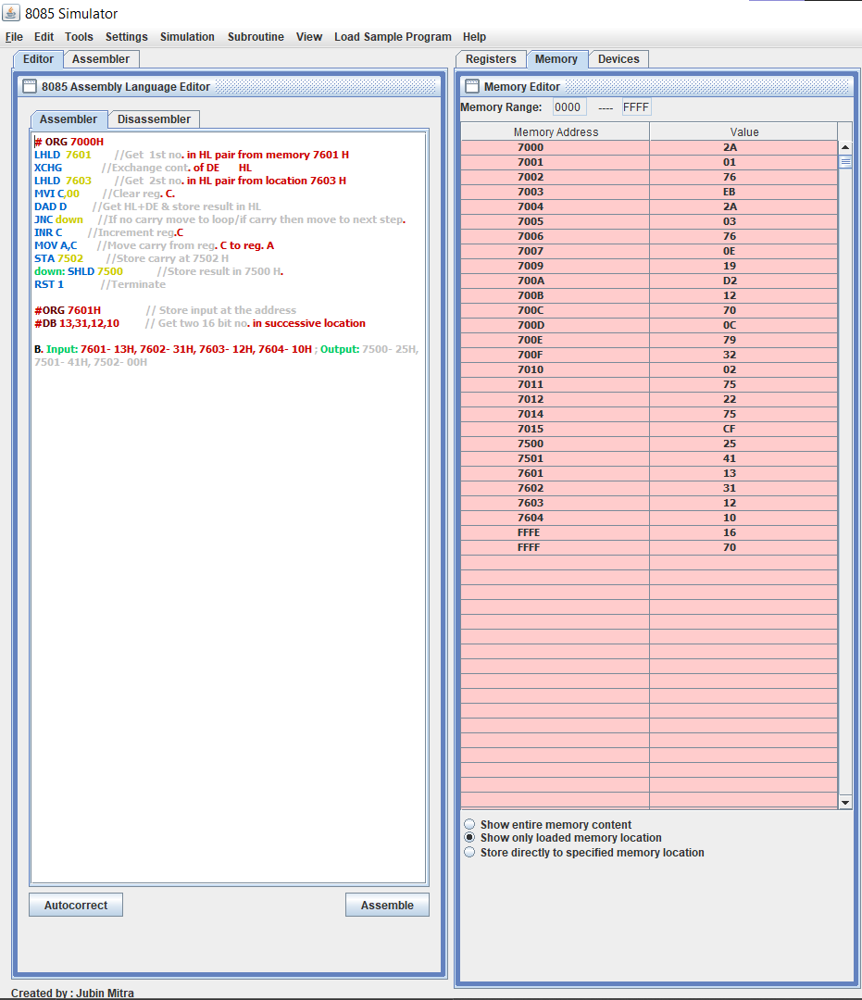 8085 Simulator
File Edit Tools Settings Simulation Subroutine View Load Sample Program Help
Editor Assembler
8085 Assembly Language Editor
Assembler Disassembler
# ORG 7000H
LHLD 7601 //Get 1st no. in HL pair from memory 7601 H
XCHG //Exchange cont. of DE HL
LHLD 7603 //Get 2st no. in HL pair from location 7603 H
MVI C,00 //Clear reg. C.
DAD D //Get HL+DE & store result in HL
JNC down //If no carry move to loop/if carry then move to next step.
INR C //Increment reg.C
MOV A,C //Move carry from reg. C to reg. A
STA 7502 //Store carry at 7502 H
down: SHLD 7500 //Store result in 7500 H.
RST 1 //Terminate
#ORG 7601H // Store input at the address
#DB 13,31,12,10 // Get two 16 bit no. in successive location
B. Input: 7601- 13H, 7602- 31H, 7603- 12H, 7604- 10H ; Output: 7500- 25H,
7501- 41H, 7502- 00H
Autocorrect Assemble
Registers Memory Devices
Memory Editor
Memory Range: 0000 ---- FFFF
Memory Address Value
7000 2A
7001 01
7002 76
7003 EB
7004 2A
7005 03
7006 76
7007 0E
7009 19
700A D2
700B 12
700C 70
700D 0C
700E 79
700F 32
7010 02
7011 75
7012 22
7014 75
7015 CF
7500 25
7501 41
7601 13
7602 31
7603 12
7604 10
FFFE 16
FFFF 70
Show entire memory content
Show only loaded memory location
Store directly to specified memory location
Created by : Jubin Mitra